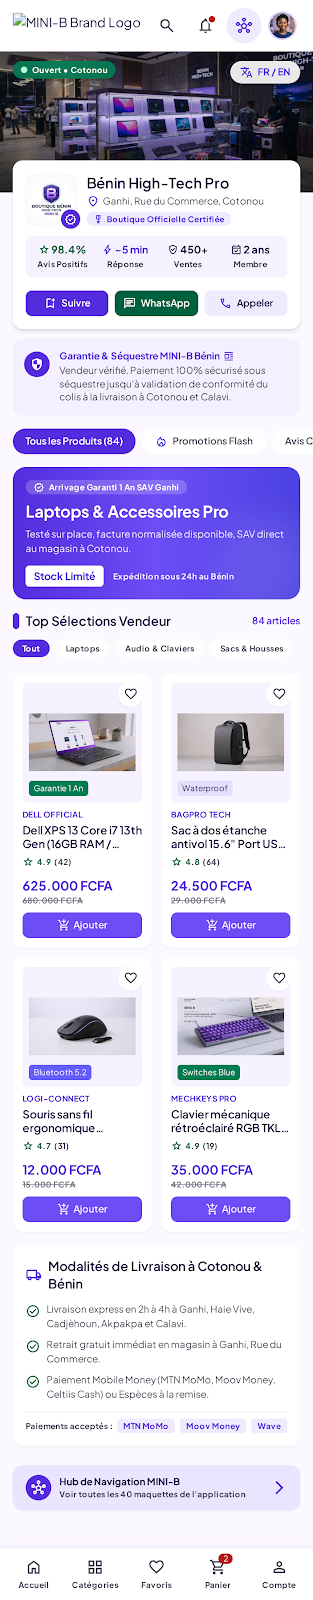 MINI-B Brand Logo
Ouvert • Cotonou
FR / EN
BOUTIQUE BÉNIN
Bénin High-Tech Pro
Ganhi, Rue du Commerce, Cotonou
Boutique Officielle Certifiée
98.4%
~5 min
450+
2 ans
Avis Positifs
Réponse
Ventes
Membre
Suivre
WhatsApp
Appeler
Garantie & Séquestre MINI-B Bénin
Vendeur vérifié. Paiement 100% sécurisé sous
séquestre jusqu'à validation de conformité du
colis à la livraison à Cotonou et Calavi.
Tous les Produits (84)
Promotions Flash
Avis C
Arrivage Garanti 1 An SAV Ganhi
Laptops & Accessoires Pro
Testé sur place, facture normalisée disponible, SAV direct
au magasin à Cotonou.
Stock Limité
Expédition sous 24h au Bénin
Top Sélections Vendeur
84 articles
Tout
Laptops
Audio & Claviers
Sacs & Housses
Garantie 1 An
DELL OFFICIAL
Dell XPS 13 Core i7 13th
Gen (16GB RAM /...
4.9 (42)
625.000 FCFA
680.000 FCFA
Ajouter
Waterproof
BAGPRO TECH
Sac à dos étanche
antivol 15.6" Port US...
4.8 (64)
24.500 FCFA
29.000 FCFA
Ajouter
Bluetooth 5.2
LOGI-CONNECT
Souris sans fil
ergonomique...
4.7 (31)
12.000 FCFA
15.000 FCFA
Ajouter
Switches Blue
MECHKEYS PRO
Clavier mécanique
rétroéclairé RGB TKL...
4.9 (19)
35.000 FCFA
42.000 FCFA
Ajouter
Modalités de Livraison à Cotonou &
Bénin
Livraison express en 2h à 4h à Ganhi, Haie Vive,
Cadjèhoun, Akpakpa et Calavi.
Retrait gratuit immédiat en magasin à Ganhi, Rue du
Commerce.
Paiement Mobile Money (MTN MoMo, Moov Money,
Celtiis Cash) ou Espèces à la remise.
Paiements acceptés :
MTN MoMo
Moov Money
Wave
Hub de Navigation MINI-B
Voir toutes les 40 maquettes de l'application
2
Accueil
Catégories
Favoris
Panier
Compte